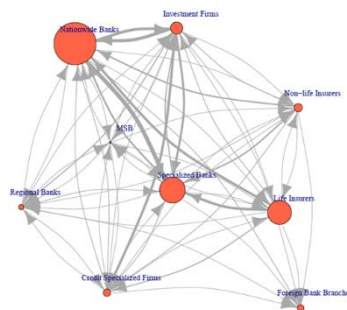 Investment Firms
Nationwide Banks
Non-life Insurers
MSB
Specialized Banks
Regional Banks
Life Insurers
Credit Specialized Firms
Foreign Bank Branche